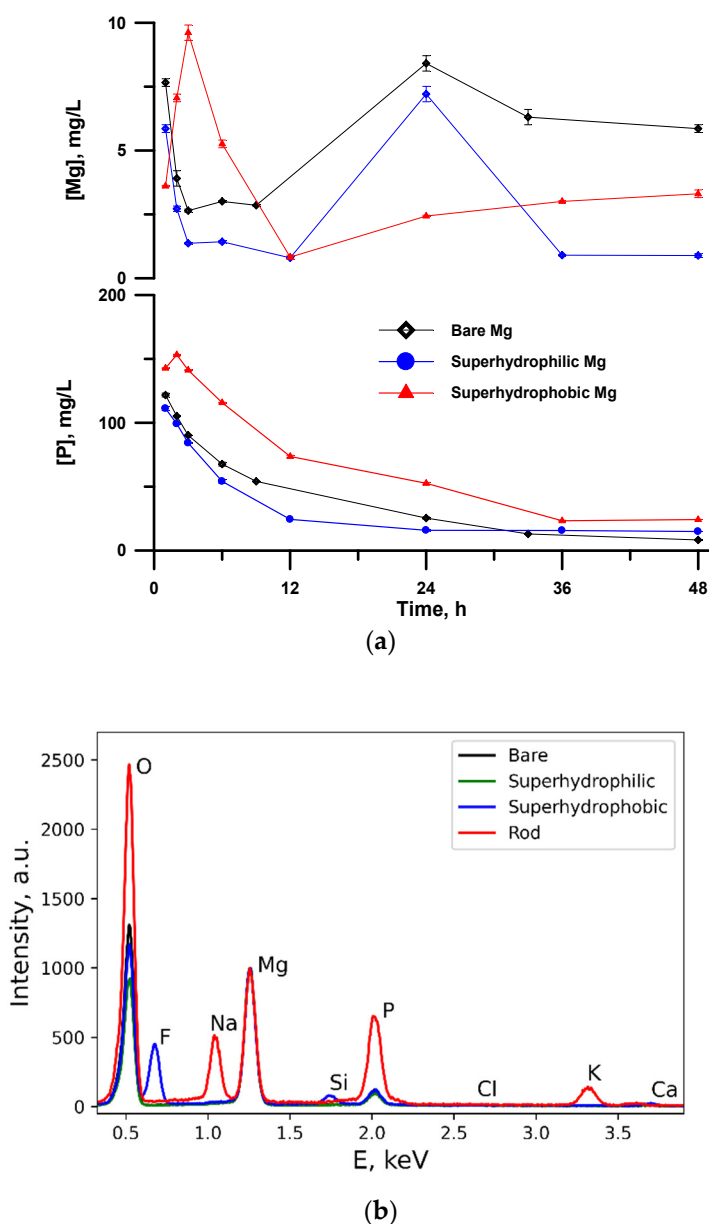 10
5
0
[Mg], mg/L
200
100
0
[P], mg/L
Bare Mg
Superhydrophilic Mg
Superhydrophobic Mg
0 12 24 36 48
Time, h
(a)
2500
2000
1500
1000
500
0
Intensity, a.u.
O
F
Na
Mg
Si
P
Cl
K
Ca
Bare
Superhydrophilic
Superhydrophobic
Rod
0.5 1.0 1.5 2.0 2.5 3.0 3.5
E, keV
(b)